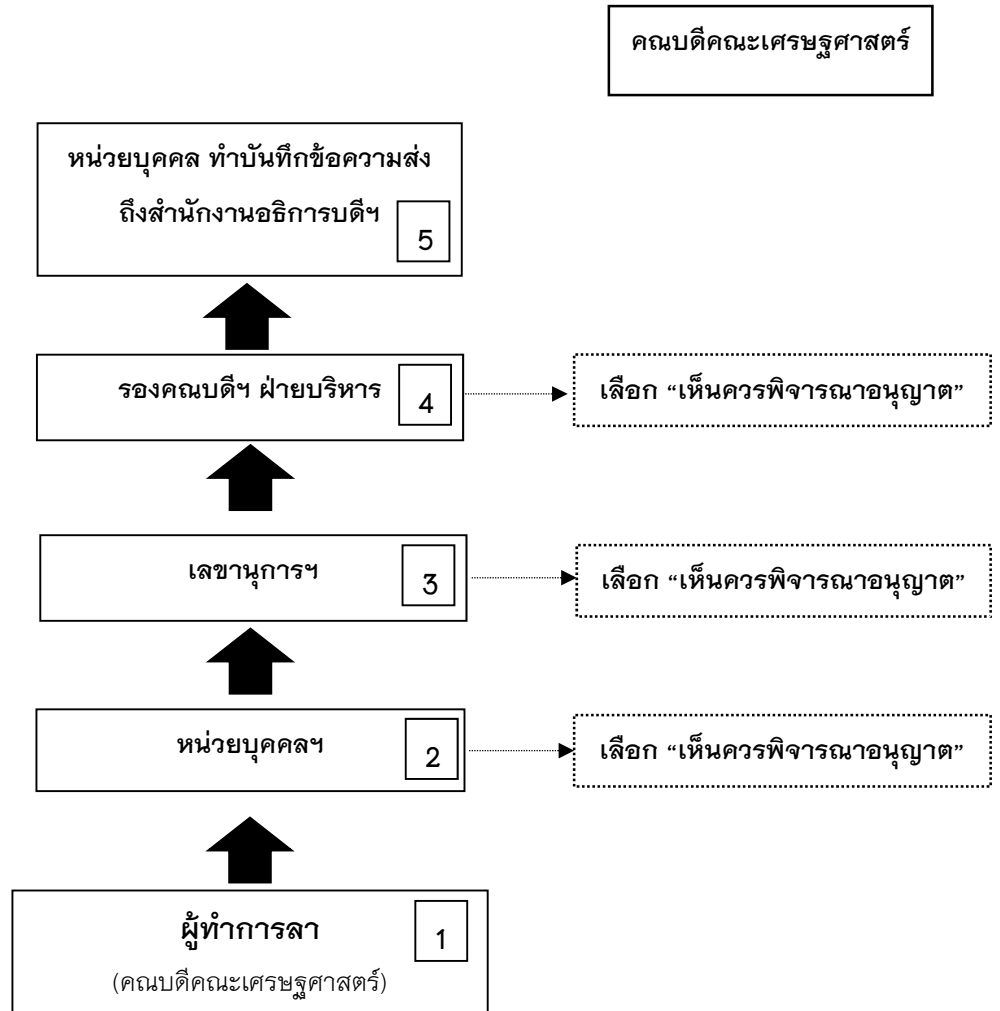 คณบดีคณะเศรษฐศาสตร์
หน่วยบุคคล ทำบันทึกข้อความส่ง
ถึงสำนักงานอธิการบดีฯ
5
รองคณบดีฯ ฝ่ายบริหาร
4
เลือก “เห็นควรพิจารณาอนุญาต”
เลขานุการฯ
3
เลือก “เห็นควรพิจารณาอนุญาต”
หน่วยบุคคลฯ
2
เลือก “เห็นควรพิจารณาอนุญาต”
ผู้ทำการลา
1
(คณบดีคณะเศรษฐศาสตร์)